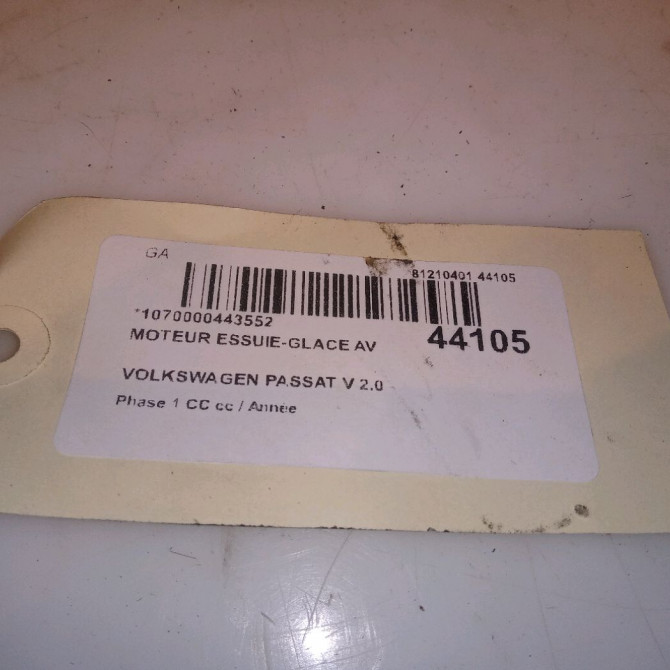 GA
81210401 44105
*1070000443552
44105
MOTEUR ESSUIE-GLACE AV
VOLKSWAGEN PASSAT V 2.0
Phase 1 CC cc / Année